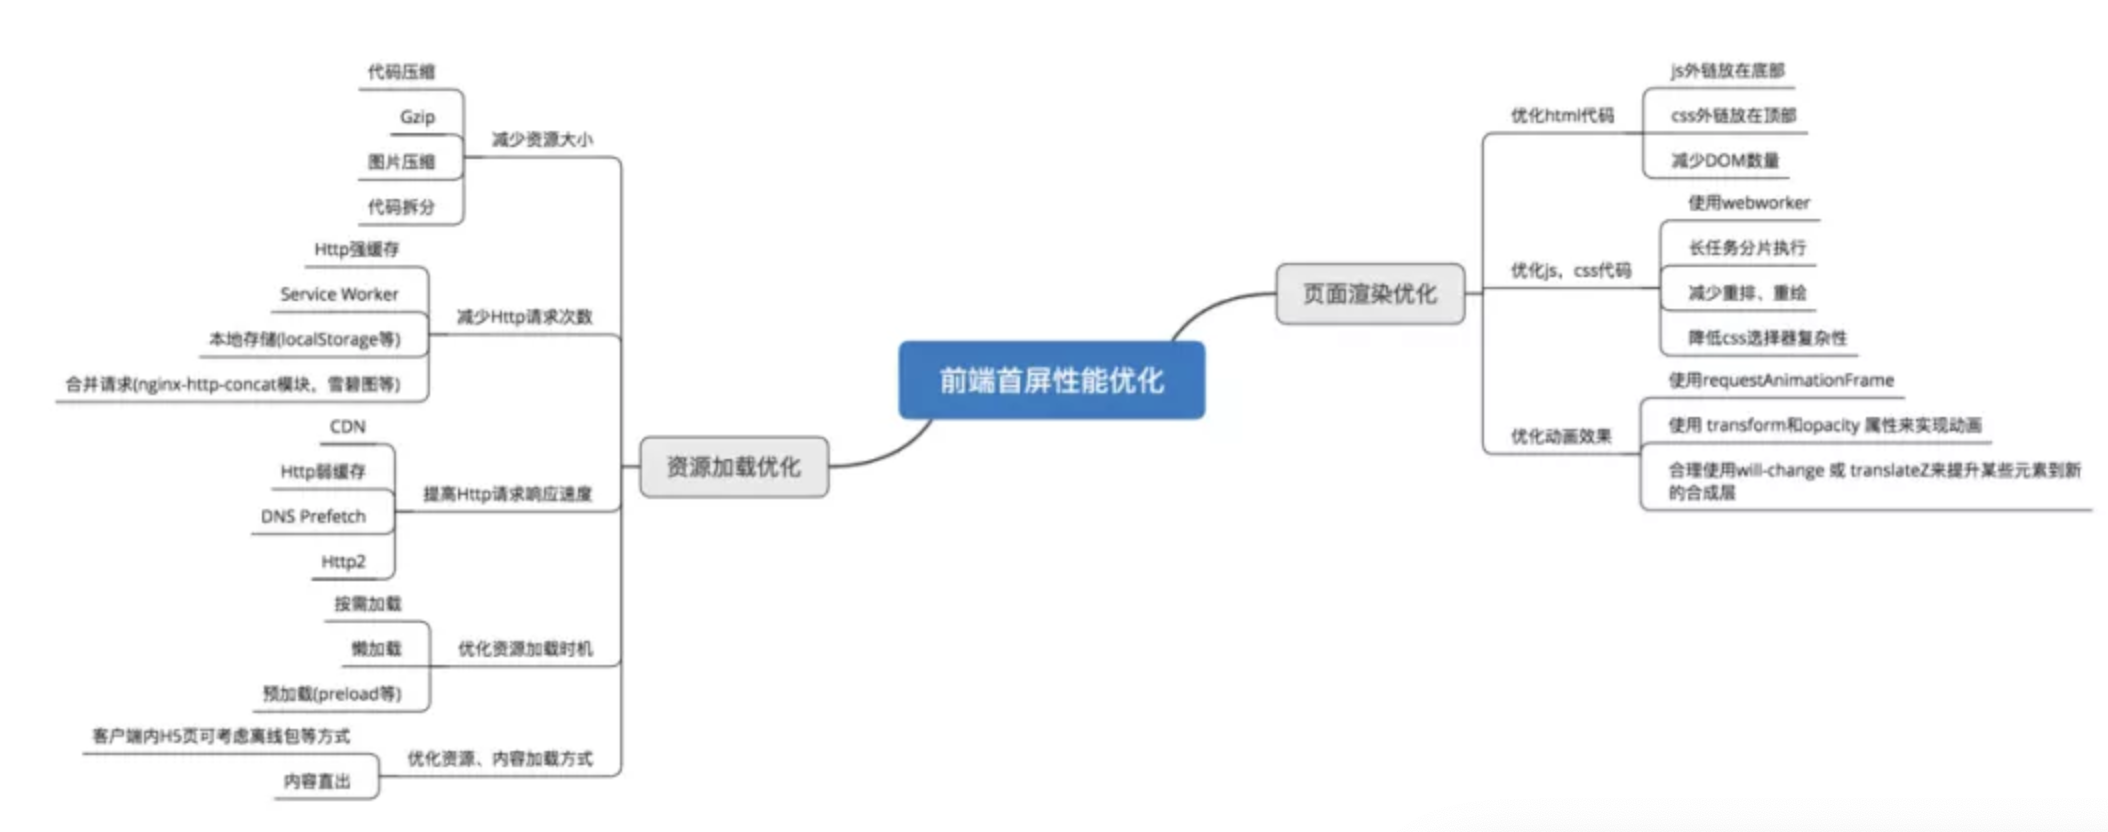 前端首屏性能优化
资源加载优化
减少资源大小
代码压缩
Gzip
图片压缩
代码拆分
减少Http请求次数
Http强缓存
Service Worker
本地存储(localStorage等)
合并请求(nginx-http-concat模块，雪碧图等)
提高Http请求响应速度
CDN
Http弱缓存
DNS Prefetch
Http2
优化资源加载时机
按需加载
懒加载
预加载(preload等)
优化资源、内容加载方式
客户端内H5页可考虑离线包等方式
内容直出
页面渲染优化
优化html代码
js外链放在底部
css外链放在顶部
减少DOM数量
优化js，css代码
使用webworker
长任务分片执行
减少重排、重绘
降低css选择器复杂性
优化动画效果
使用requestAnimationFrame
使用 transform和opacity 属性来实现动画
合理使用will-change 或 translateZ来提升某些元素到新
的合成层